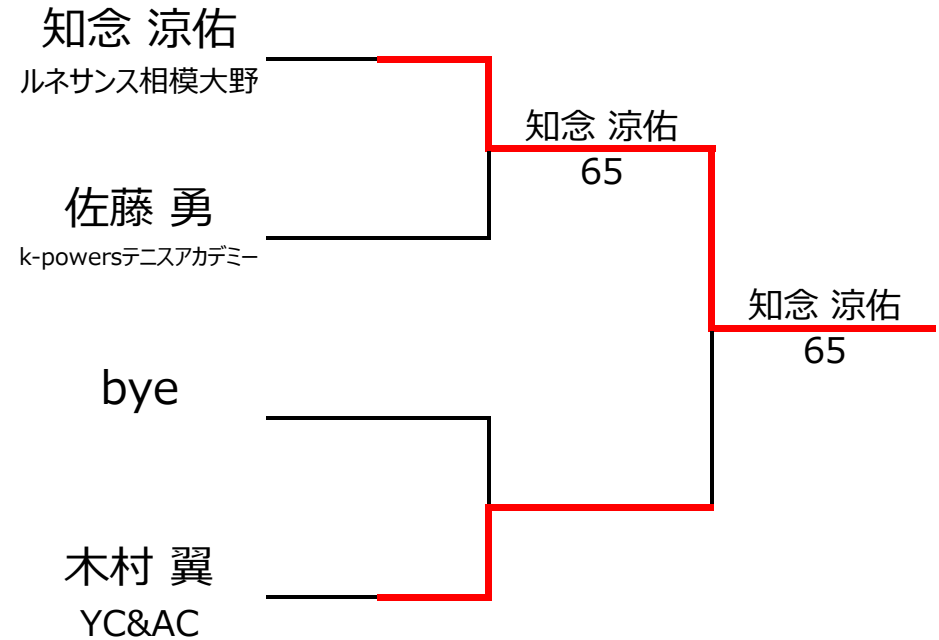 知念 涼佑
ルネサンス相模大野
知念 涼佑
65
佐藤 勇
k-powersテニスアカデミー
知念 涼佑
65
bye
木村 翼
YC&AC